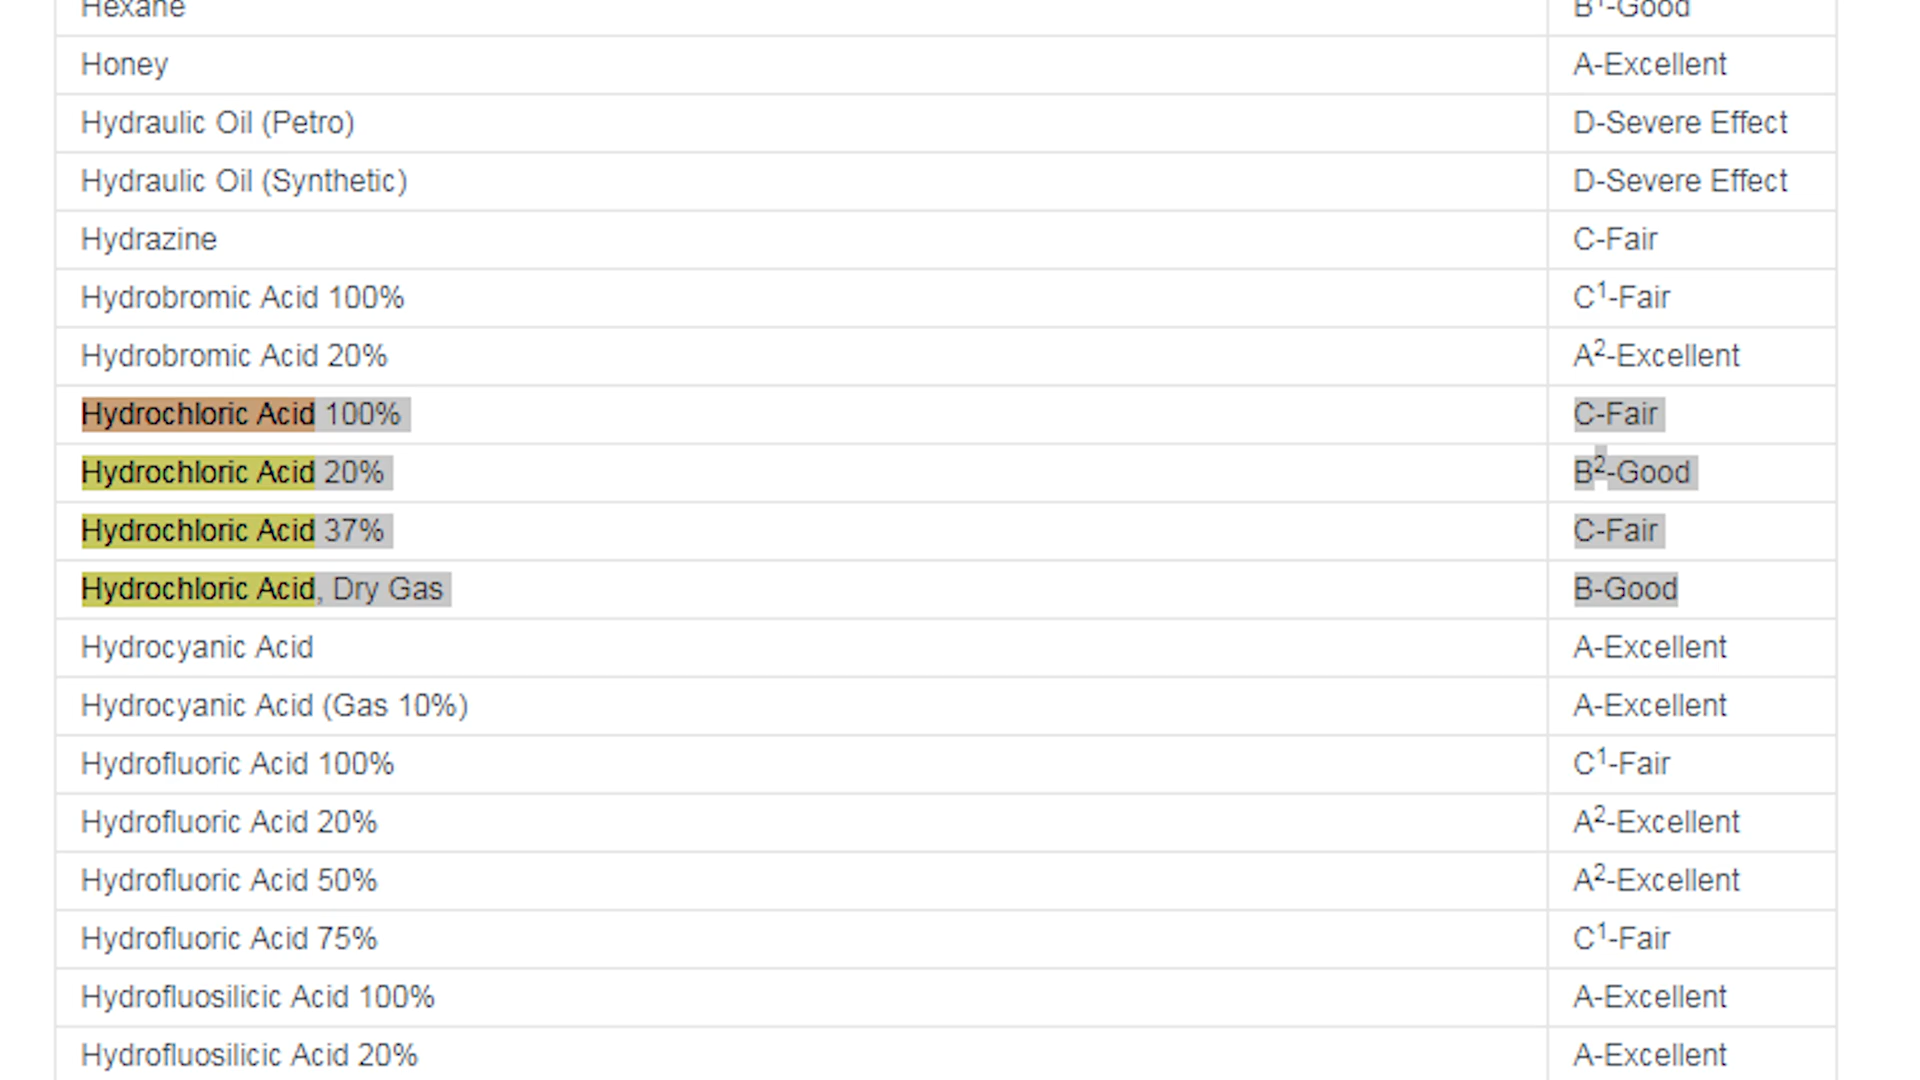 Hexane B¹-Good
Honey A-Excellent
Hydraulic Oil (Petro) D-Severe Effect
Hydraulic Oil (Synthetic) D-Severe Effect
Hydrazine C-Fair
Hydrobromic Acid 100% C¹-Fair
Hydrobromic Acid 20% A²-Excellent
Hydrochloric Acid 100% C-Fair
Hydrochloric Acid 20% B²-Good
Hydrochloric Acid 37% C-Fair
Hydrochloric Acid, Dry Gas B-Good
Hydrocyanic Acid A-Excellent
Hydrocyanic Acid (Gas 10%) A-Excellent
Hydrofluoric Acid 100% C¹-Fair
Hydrofluoric Acid 20% A²-Excellent
Hydrofluoric Acid 50% A²-Excellent
Hydrofluoric Acid 75% C¹-Fair
Hydrofluosilicic Acid 100% A-Excellent
Hydrofluosilicic Acid 20% A-Excellent